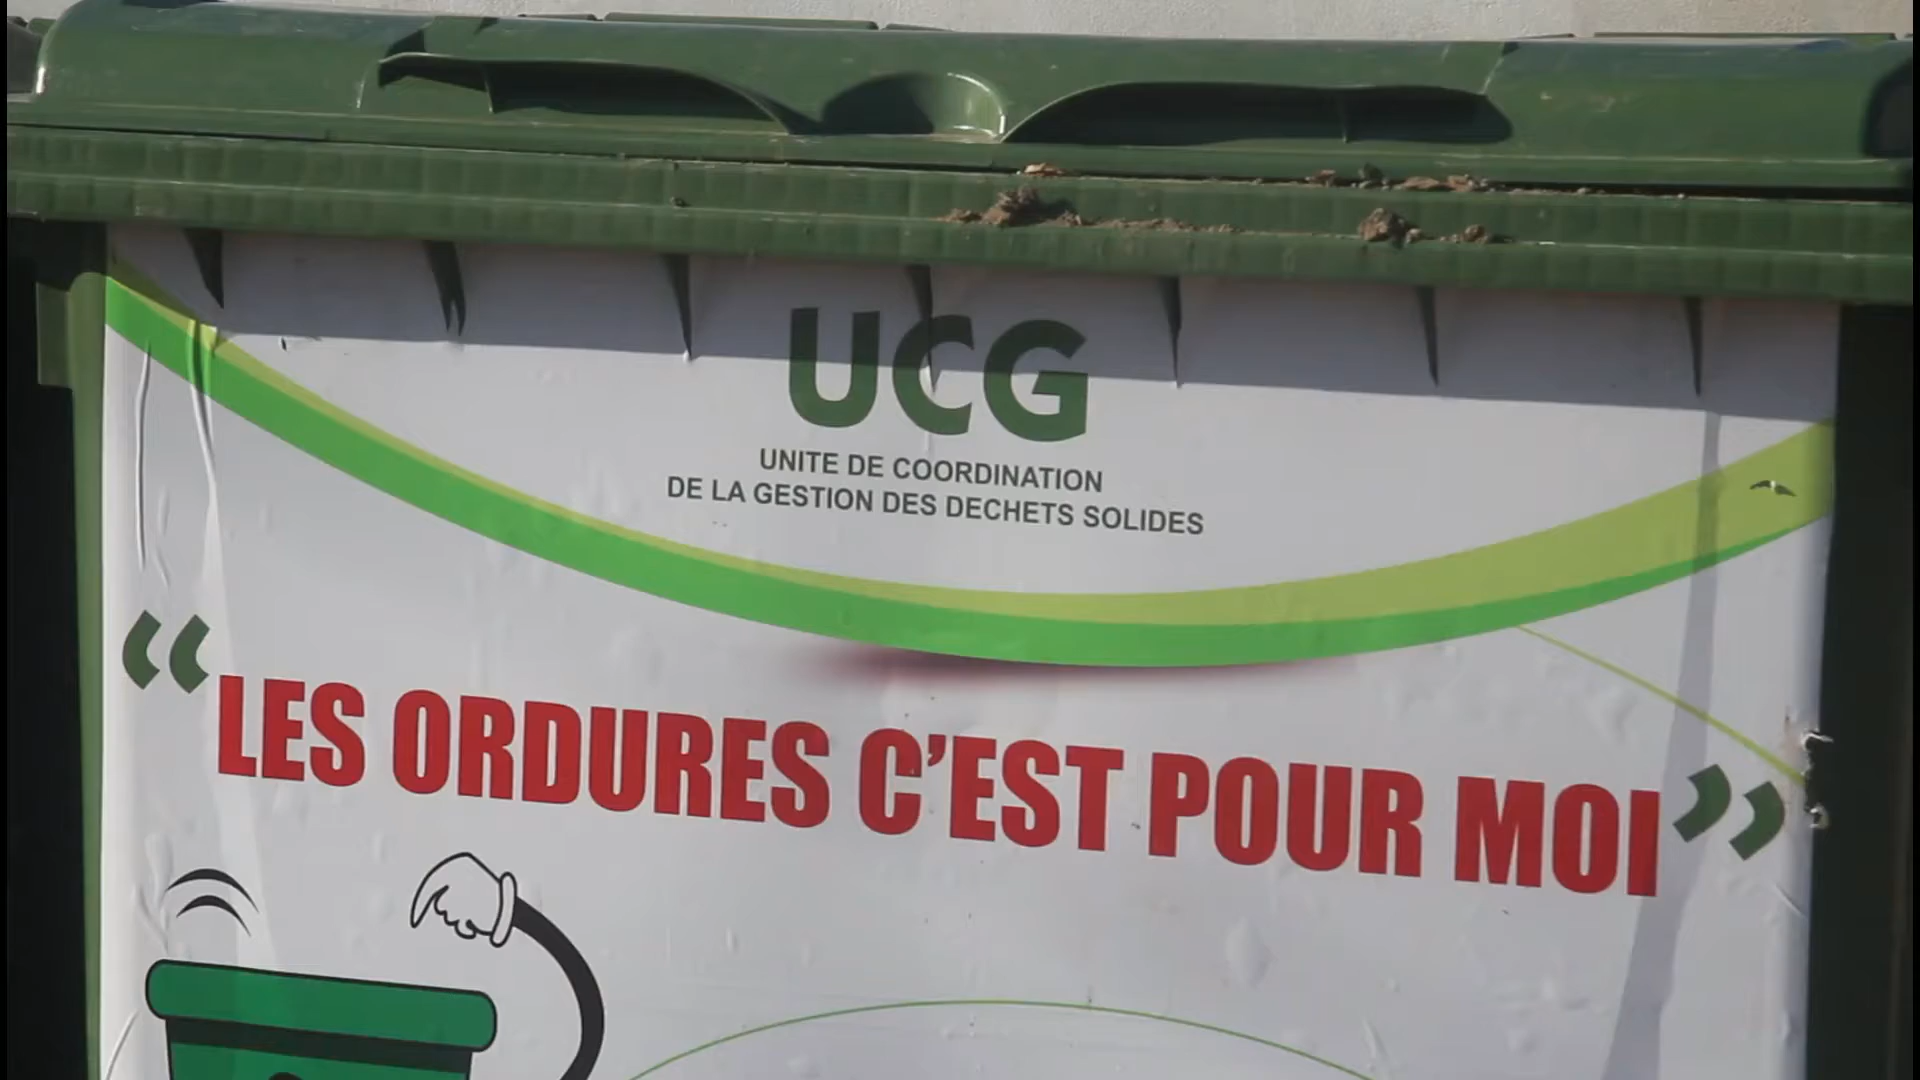 UCG
UNITE DE COORDINATION
DE LA GESTION DES DECHETS SOLIDES
“LES ORDURES C’EST POUR MOI”